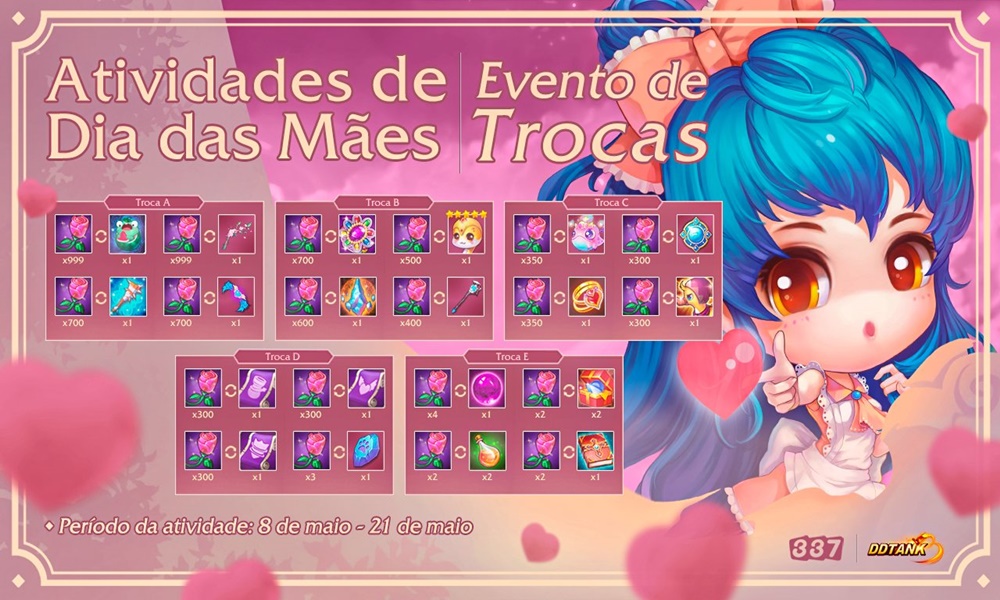 Atividades de
Dia das Mães
Evento de
Trocas
Troca A
x999 x1 x999 x1
x700 x1 x700 x1
Troca B
x700 x1 x500 x1
x600 x1 x400 x1
Troca C
x350 x1 x300 x1
x350 x1 x300 x1
Troca D
x300 x1 x300 x1
x300 x1 x3 x1
Troca E
x4 x1 x2 x2
x2 x2 x2 x1
Período da atividade: 8 de maio - 21 de maio
337 DDTANK